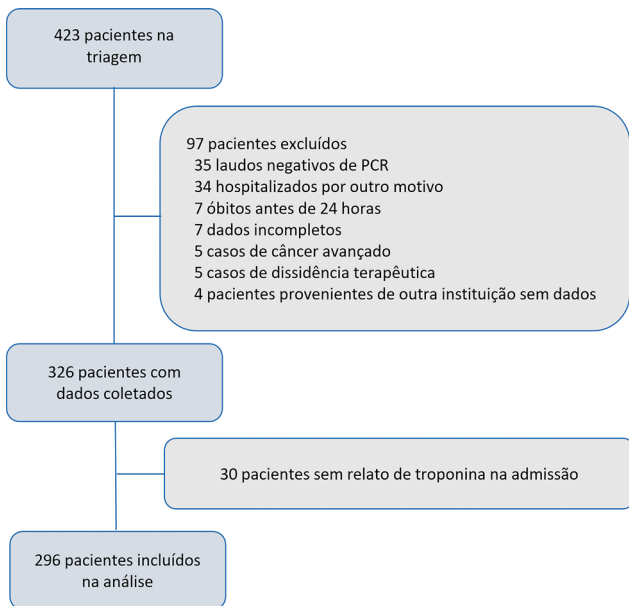 423 pacientes na
triagem
97 pacientes excluídos
35 laudos negativos de PCR
34 hospitalizados por outro motivo
7 óbitos antes de 24 horas
7 dados incompletos
5 casos de câncer avançado
5 casos de dissidência terapêutica
4 pacientes provenientes de outra instituição sem dados
326 pacientes com
dados coletados
30 pacientes sem relato de troponina na admissão
296 pacientes incluídos
na análise